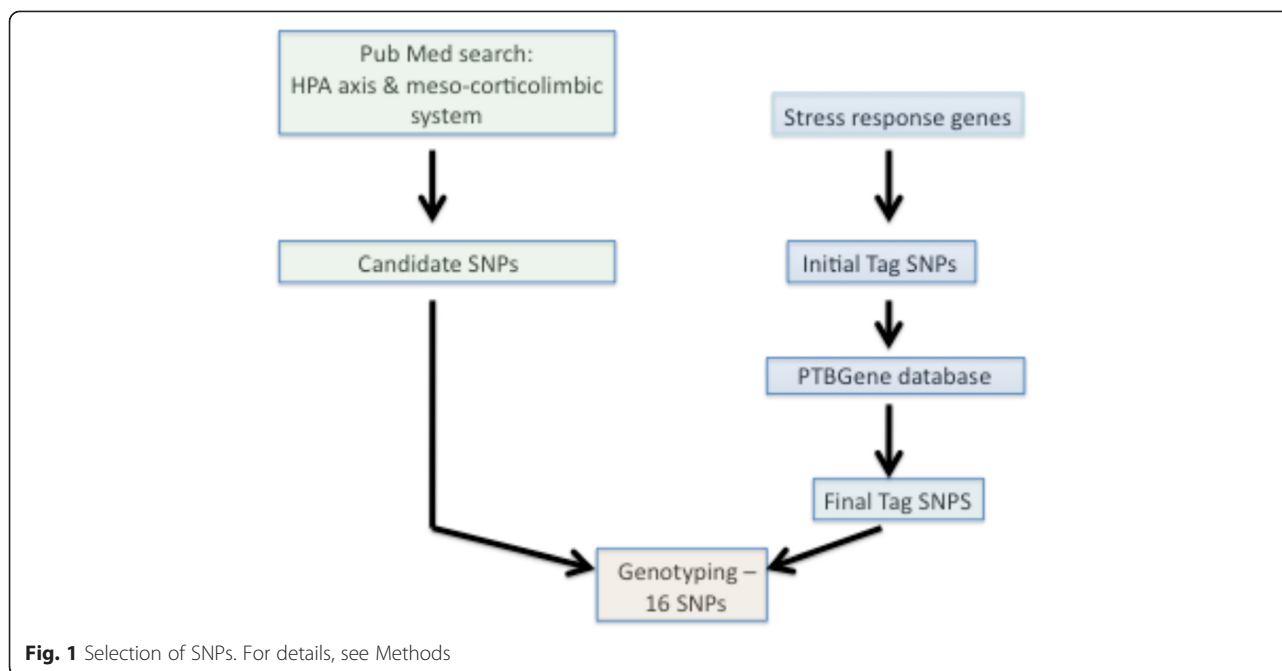 Pub Med search:
HPA axis & meso-corticolimbic
system
Stress response genes
Candidate SNPs
Initial Tag SNPs
PTBGene database
Final Tag SNPS
Genotyping –
16 SNPs
Fig. 1 Selection of SNPs. For details, see Methods